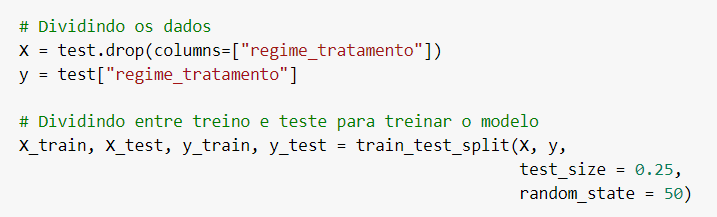 # Dividindo os dados
X = test.drop(columns=["regime_tratamento"])
y = test["regime_tratamento"]
# Dividindo entre treino e teste para treinar o modelo
X_train, X_test, y_train, y_test = train_test_split(X, y,
test_size = 0.25,
random_state = 50)